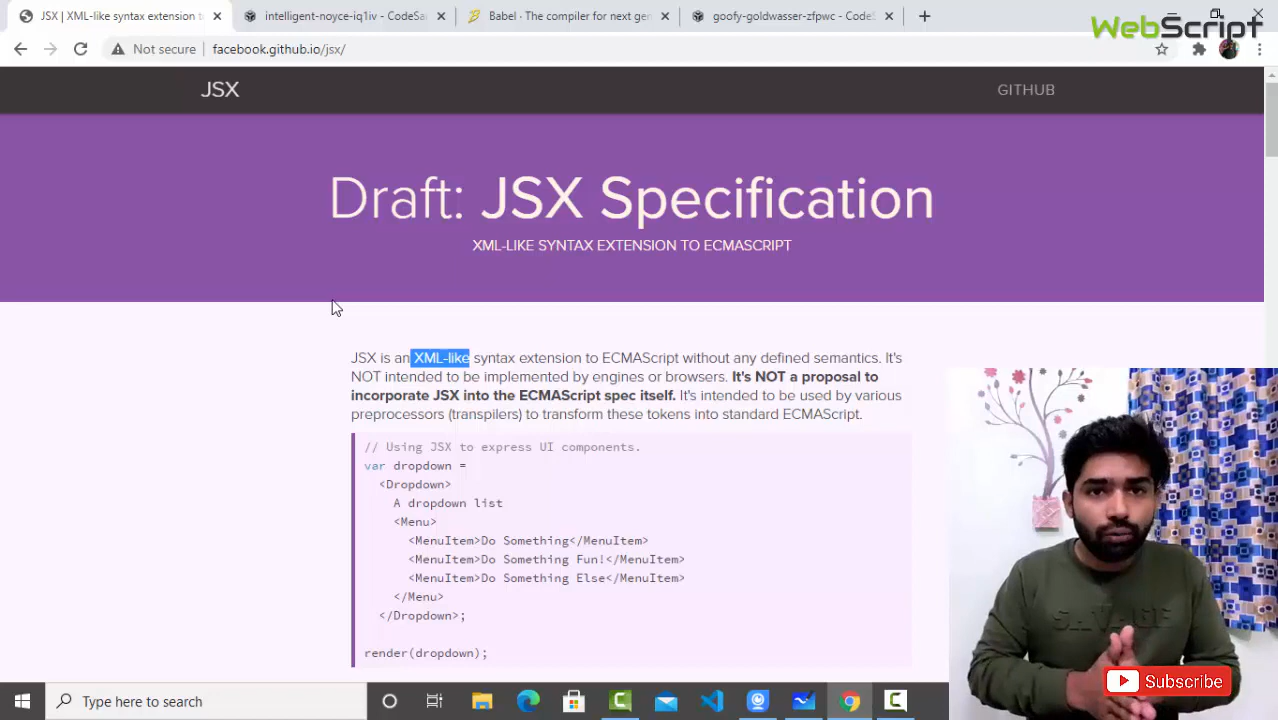 JSX | XML-like syntax extension to
intelligent-noyce-iq1iv - CodeSan
Babel · The compiler for next gen
goofy-goldwasser-zfpwc - CodeS
WebScript
Not secure
facebook.github.io/jsx/
JSX
GITHUB
Draft: JSX Specification
XML-LIKE SYNTAX EXTENSION TO ECMASCRIPT
JSX is an XML-like syntax extension to ECMAScript without any defined semantics. It's
NOT intended to be implemented by engines or browsers. It's NOT a proposal to
incorporate JSX into the ECMAScript spec itself. It's intended to be used by various
preprocessors (transpilers) to transform these tokens into standard ECMAScript.
// Using JSX to express UI components.
var dropdown =
<Dropdown>
A dropdown list
<Menu>
<MenuItem>Do Something</MenuItem>
<MenuItem>Do Something Fun!</MenuItem>
<MenuItem>Do Something Else</MenuItem>
</Menu>
</Dropdown>;
render(dropdown);
SAVAGE
Subscribe
Type here to search